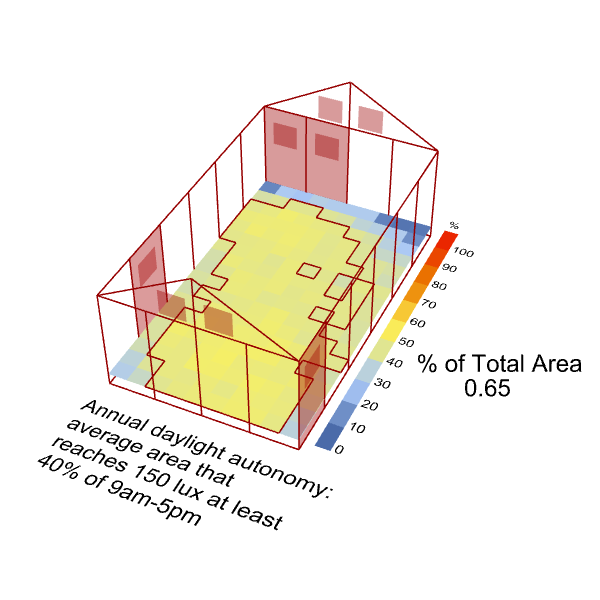 %
100
90
80
70
60
50
40
30
20
10
0
% of Total Area
0.65
Annual daylight autonomy:
average area that
reaches 150 lux at least
40% of 9am-5pm